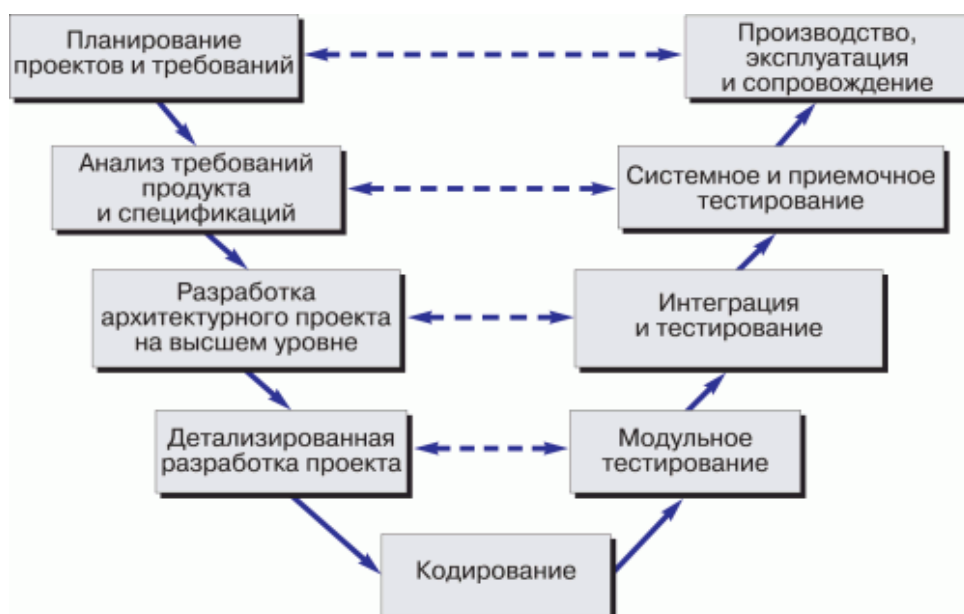 Планирование
проектов и требований
Производство,
эксплуатация
и сопровождение
Анализ требований
продукта
и спецификаций
Системное и приемочное
тестирование
Разработка
архитектурного проекта
на высшем уровне
Интеграция
и тестирование
Детализированная
разработка проекта
Модульное
тестирование
Кодирование